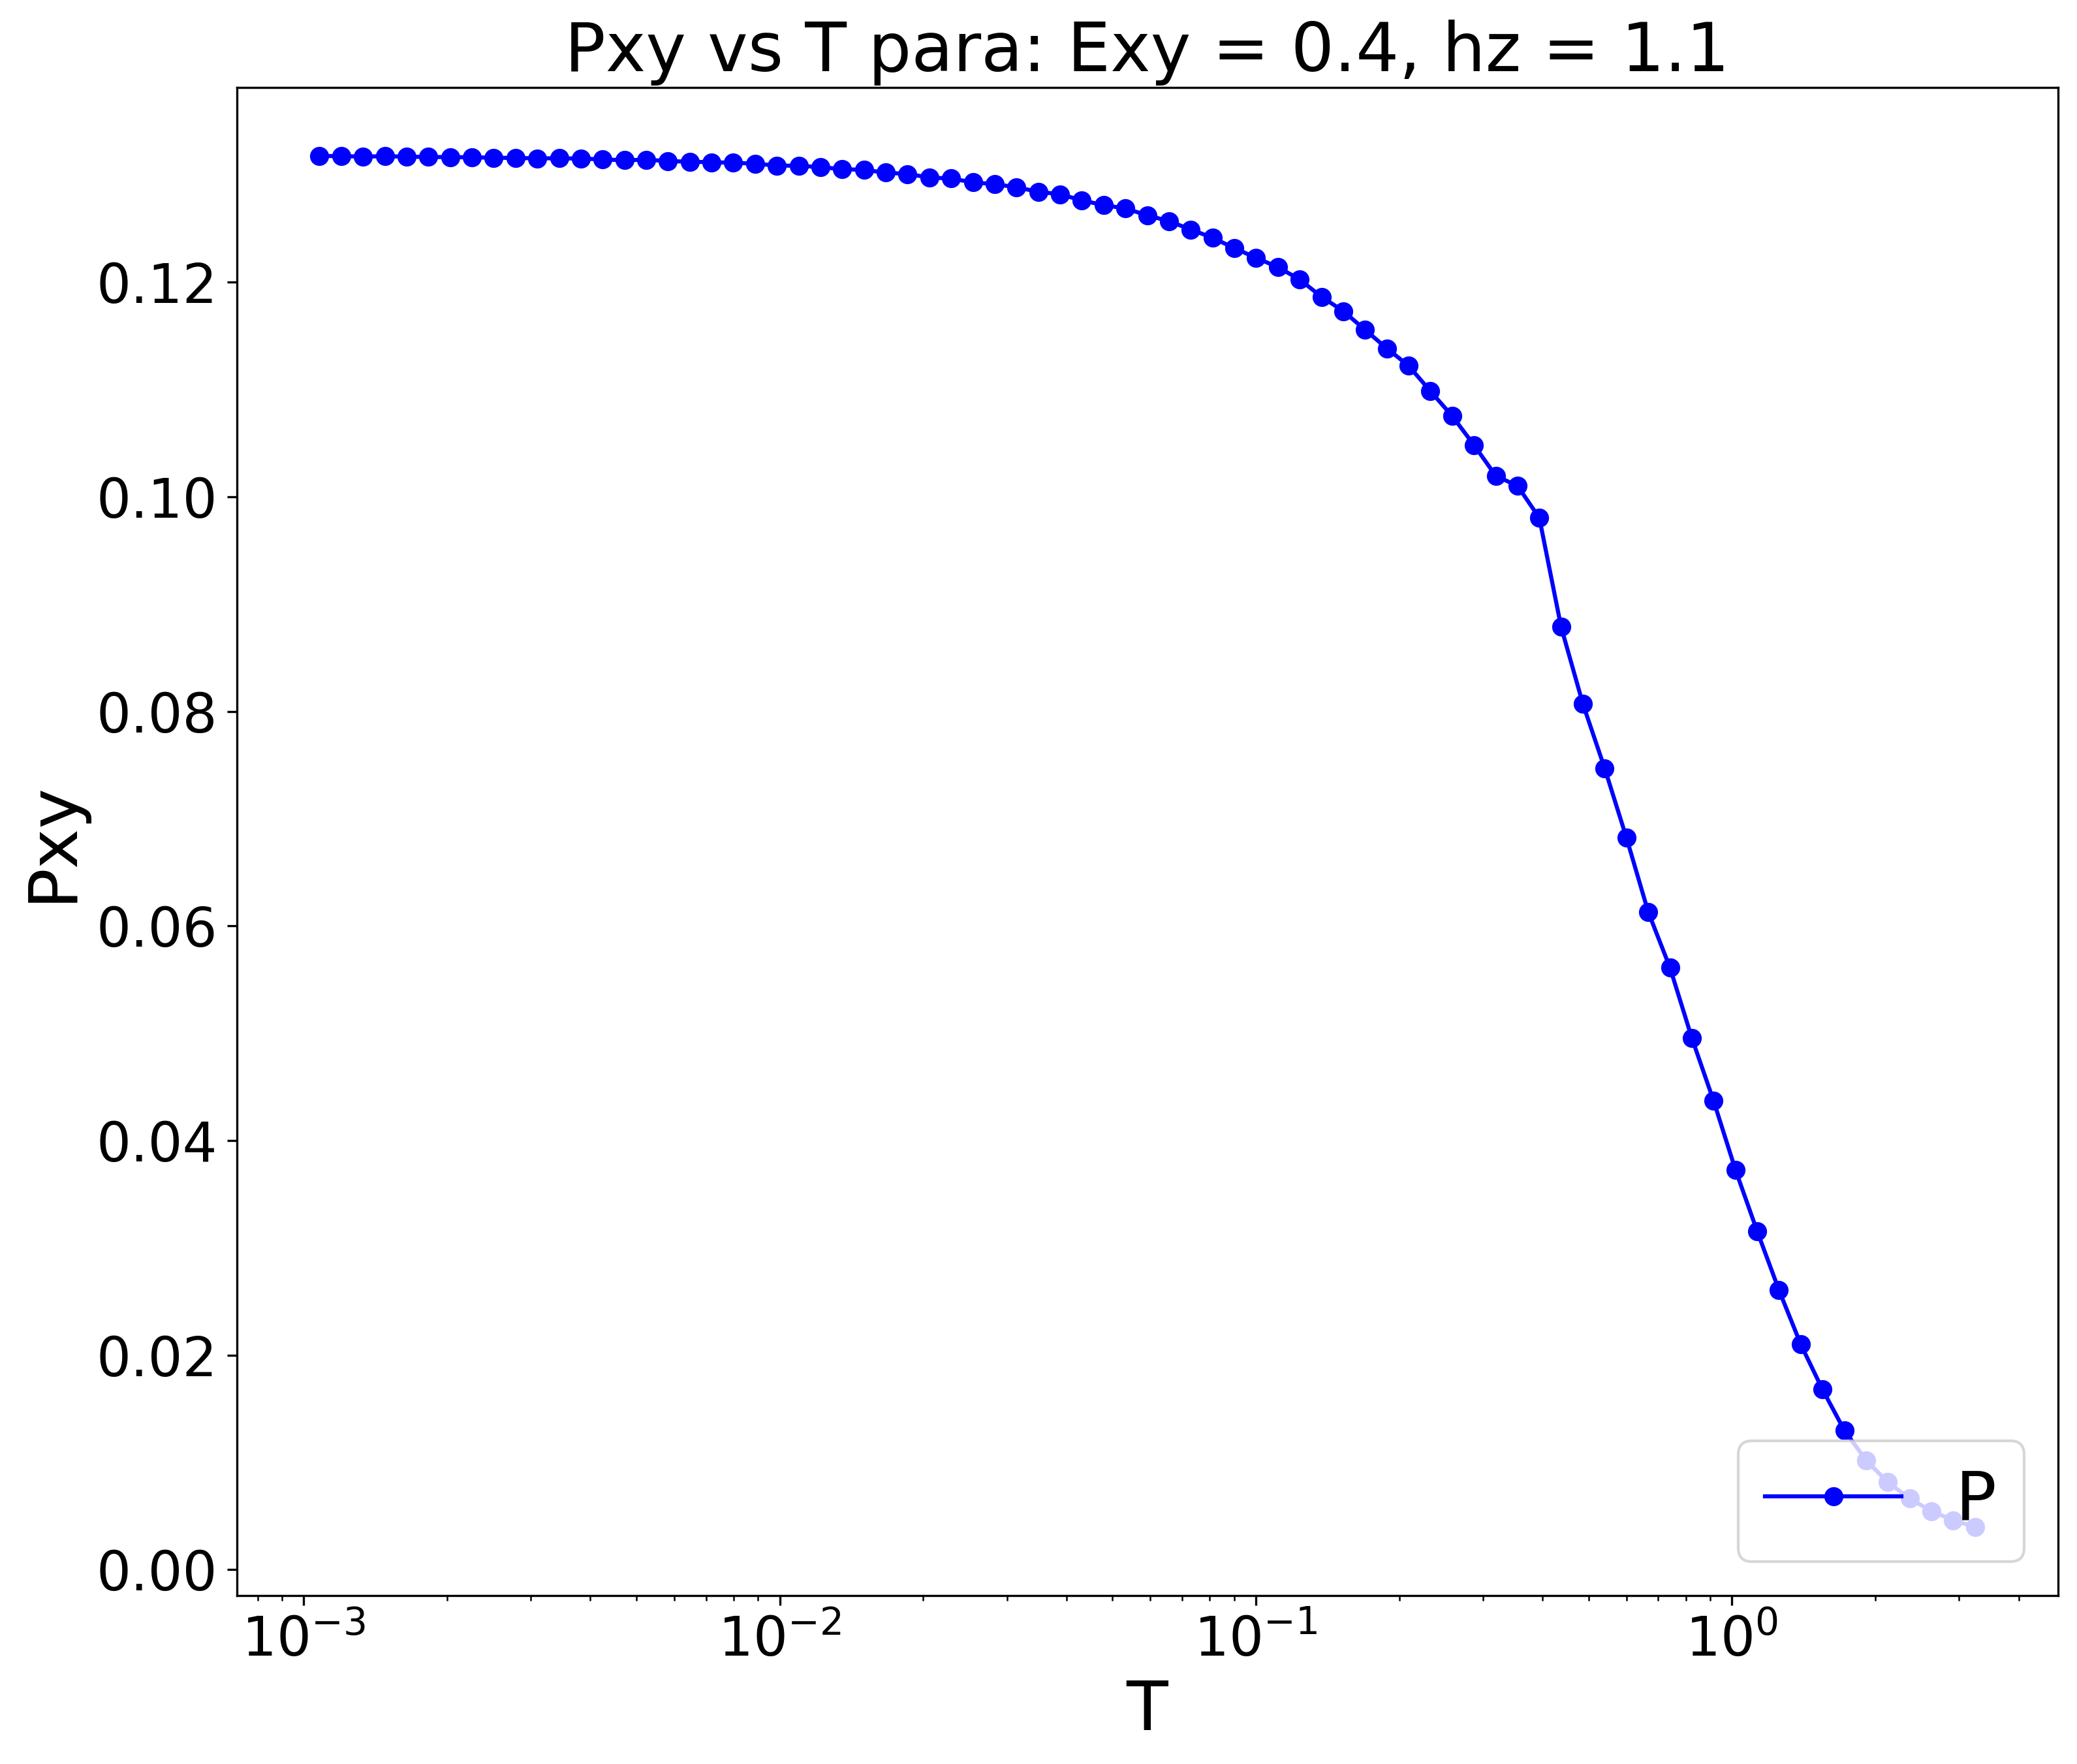 Pxy vs T para: Exy = 0.4, hz = 1.1
Pxy
0.12
0.10
0.08
0.06
0.04
0.02
0.00
10⁻³ 10⁻² 10⁻¹ 10⁰
T
P